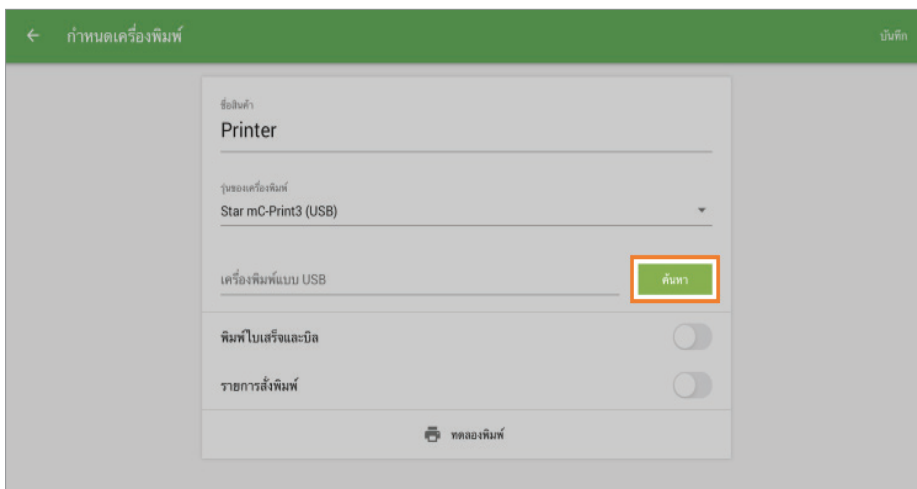 กำหนดเครื่องพิมพ์
บันทึก
ชื่อสินค้า
Printer
รุ่นของเครื่องพิมพ์
Star mC-Print3 (USB)
เครื่องพิมพ์แบบ USB
ค้นหา
พิมพ์ใบเสร็จและบิล
รายการสั่งพิมพ์
ทดลองพิมพ์